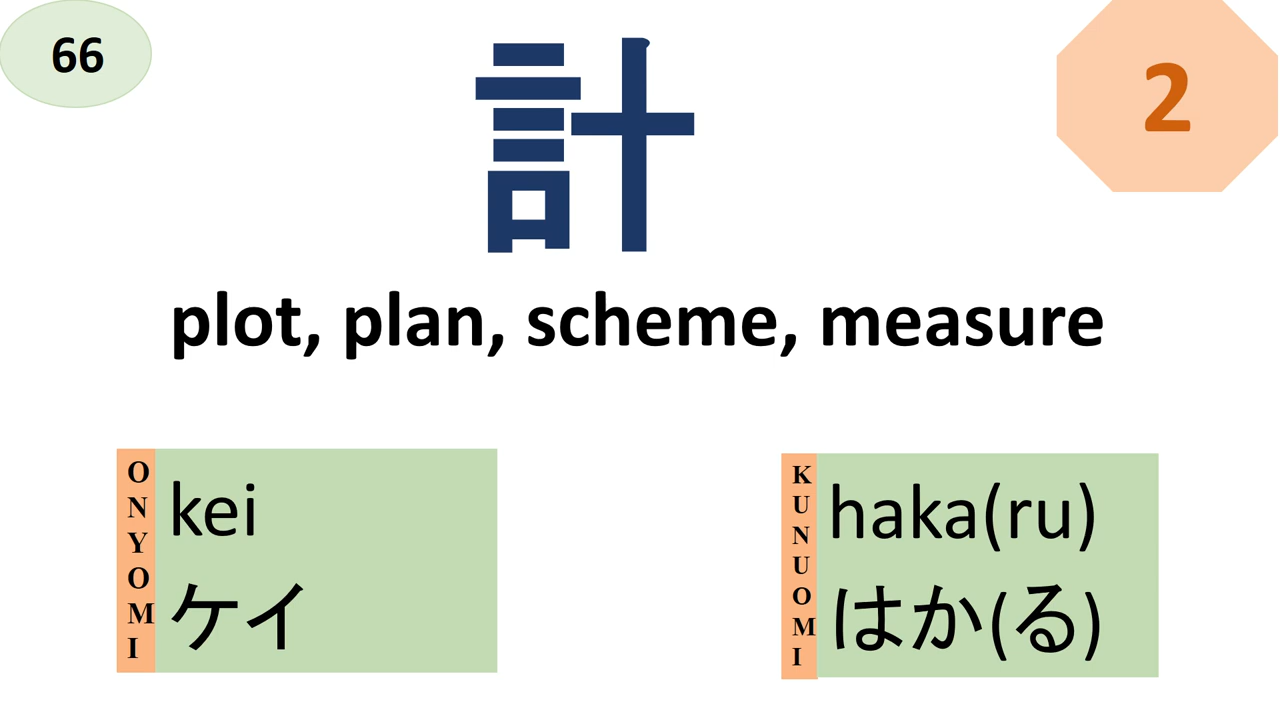 66
計
2
plot, plan, scheme, measure
ONYOMI
kei
ケイ
KUNUOMI
haka(ru)
はか(る)